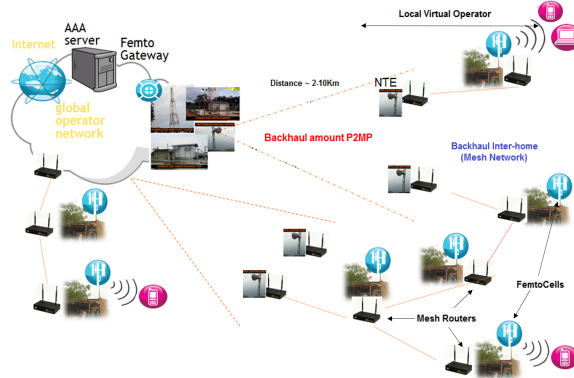 AAA
server
Femto
Gateway
Internet
global
operator
network
Local Virtual Operator
Distance ~ 2-10Km
NTE
Backhaul amount P2MP
Backhaul Inter-home
(Mesh Network)
FemtoCells
Mesh Routers